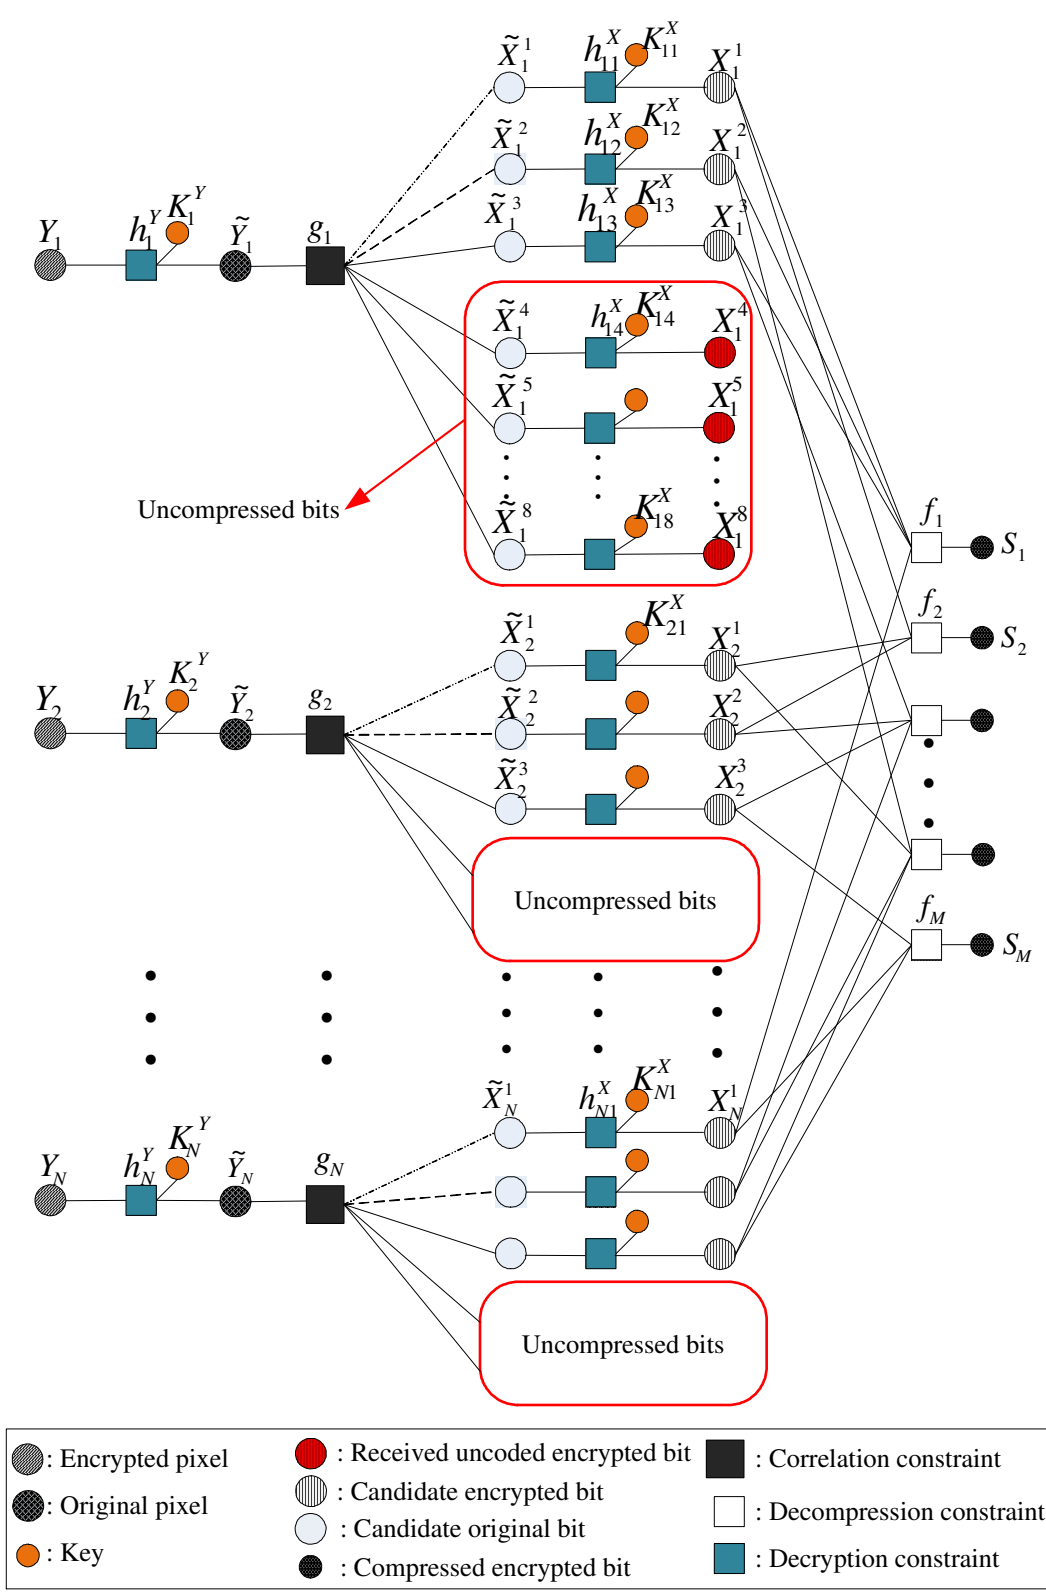 X̃₁¹ h₁₁ˣ K₁₁ˣ X₁¹
X̃₁² h₁₂ˣ K₁₂ˣ X₁²
X̃₁³ h₁₃ˣ K₁₃ˣ X₁³
Y₁ h₁ʸ K₁ʸ Ỹ₁ g₁
X̃₁⁴ h₁₄ˣ K₁₄ˣ X₁⁴
X̃₁⁵ X₁⁵
Uncompressed bits
X̃₁⁸ K₁₈ˣ X₁⁸
f₁ S₁
f₂ S₂
X̃₂¹ K₂₁ˣ X₂¹
Y₂ h₂ʸ K₂ʸ Ỹ₂ g₂
X̃₂² X₂²
X̃₂³ X₂³
Uncompressed bits
f_M S_M
X̃_N¹ h_N1ˣ K_N1ˣ X_N¹
Y_N h_Nʸ K_Nʸ Ỹ_N g_N
Uncompressed bits
: Encrypted pixel
: Original pixel
: Key
: Received uncoded encrypted bit
: Candidate encrypted bit
: Candidate original bit
: Compressed encrypted bit
: Correlation constraint
: Decompression constraint
: Decryption constraint